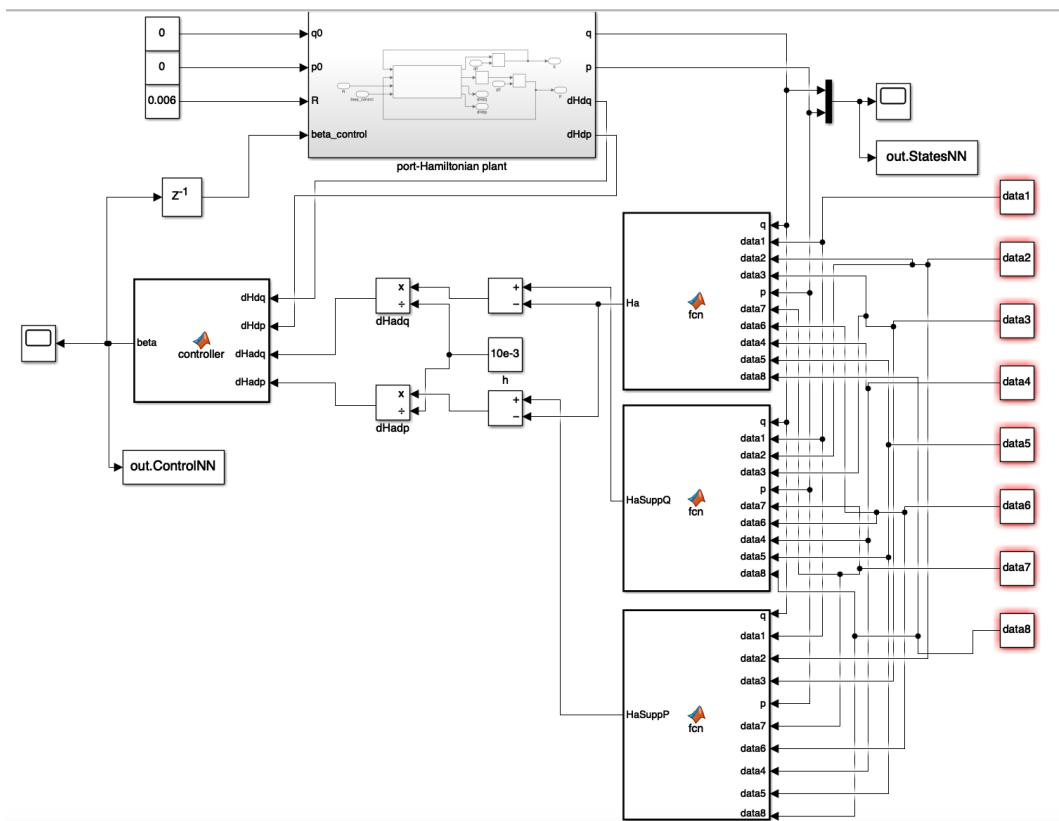 0
q0
q
0
p0
p
0.006
R
dHdq
beta_control
dHdp
port-Hamiltonian plant
out.StatesNN
z-1
data1
data2
data3
data4
data5
data6
data7
data8
dHdq
dHdp
dHadq
dHadp
beta
controller
out.ControlNN
x
÷
dHadq
+
−
10e-3
h
x
÷
dHadp
+
−
Ha
fcn
q
data1
data2
data3
p
data7
data6
data4
data5
data8
HaSuppQ
fcn
q
data1
data2
data3
p
data7
data6
data4
data5
data8
HaSuppP
fcn
q
data1
data2
data3
p
data7
data6
data4
data5
data8